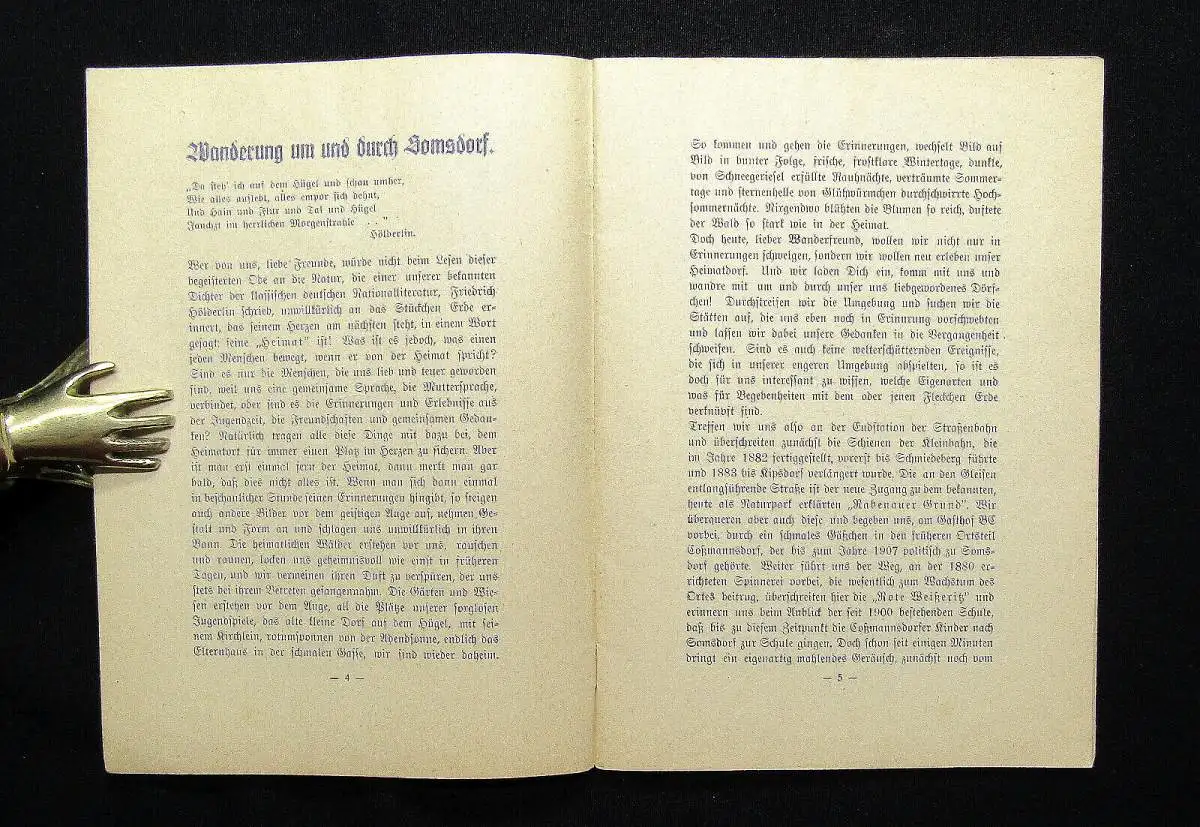 Wanderung um und durch Somsdorf.
„Da steh' ich auf dem Hügel und schau umher,
Wie alles auflebt, alles empor sich dehnt,
Und Hain und Flur und Tal und Hügel
Jauchzt im herrlichen Morgenstrahle . . ."
Hölderlin.
Wer von uns, liebe Freunde, würde nicht beim Lesen dieser
begeisterten Ode an die Natur, die einer unserer bekannten
Dichter der klassischen deutschen Nationalliteratur, Friedrich
Hölderlin schrieb, unwillkürlich an das Stückchen Erde er-
innert, das seinem Herzen am nächsten steht, in einem Wort
gesagt: seine „Heimat" ist! Was ist es jedoch, was einen
jeden Menschen bewegt, wenn er von der Heimat spricht?
Sind es nur die Menschen, die uns lieb und teuer geworden
sind, weil uns eine gemeinsame Sprache, die Muttersprache,
verbindet, oder sind es die Erinnerungen und Erlebnisse aus
der Jugendzeit, die Freundschaften und gemeinsamen Gedan-
ken? Natürlich tragen alle diese Dinge mit dazu bei, dem
Heimatort für immer einen Platz im Herzen zu sichern. Aber
ist man erst einmal fern der Heimat, dann merkt man gar
bald, daß dies nicht alles ist. Wenn man sich dann einmal
in beschaulicher Stunde seinen Erinnerungen hingibt, so steigen
auch andere Bilder vor dem geistigen Auge auf, nehmen Ge-
stalt und Form an und schlagen uns unwillkürlich in ihren
Bann. Die heimatlichen Wälder erstehen vor uns, rauschen
und raunen, locken uns geheimnisvoll wie einst in früheren
Tagen, und wir vermeinen ihren Duft zu verspüren, der uns
stets bei ihrem Betreten gefangennahm. Die Gärten und Wie-
sen erstehen vor dem Auge, all die Plätze unserer sorglosen
Jugendspiele, das alte kleine Dorf auf dem Hügel, mit sei-
nem Kirchlein, rotumsponnen von der Abendsonne, endlich das
Elternhaus in der schmalen Gasse, wir sind wieder daheim.
— 4 —
So kommen und gehen die Erinnerungen, wechselt Bild auf
Bild in bunter Folge, frische, frostklare Wintertage, dunkle,
von Schneegeriesel erfüllte Rauhnächte, verträumte Sommer-
tage und sternenhelle von Glühwürmchen durchschwirrte Hoch-
sommernächte. Nirgendwo blühten die Blumen so reich, duftete
der Wald so stark wie in der Heimat.
Doch heute, lieber Wanderfreund, wollen wir nicht nur in
Erinnerungen schwelgen, sondern wir wollen neu erleben unser
Heimatdorf. Und wir laden Dich ein, komm mit uns und
wandre mit um und durch unser uns liebgewordenes Dörf-
chen! Durchstreifen wir die Umgebung und suchen wir die
Stätten auf, die uns eben noch in Erinnrung vorschwebten
und lassen wir dabei unsere Gedanken in die Vergangenheit
schweifen. Sind es auch keine welterschütternden Ereignisse,
die sich in unserer engeren Umgebung abspielten, so ist es
doch für uns interessant zu wissen, welche Eigenarten und
was für Begebenheiten mit dem oder jenen Fleckchen Erde
verknüpft sind.
Treffen wir uns also an der Endstation der Straßenbahn
und überschreiten zunächst die Schienen der Kleinbahn, die
im Jahre 1882 fertiggestellt, vorerst bis Schmiedeberg führte
und 1883 bis Kipsdorf verlängert wurde. Die an den Gleisen
entlangführende Straße ist der neue Zugang zu dem bekannten,
heute als Naturpark erklärten „Rabenauer Grund". Wir
überqueren aber auch diese und begeben uns, am Gasthof BC
vorbei, durch ein schmales Gäßchen in den früheren Ortsteil
Coßmannsdorf, der bis zum Jahre 1907 politisch zu Soms-
dorf gehörte. Weiter führt uns der Weg, an der 1880 er-
richteten Spinnerei vorbei, die wesentlich zum Wachstum des
Ortes beitrug, überschreiten hier die „Rote Weißeritz" und
erinnern uns beim Anblick der seit 1900 bestehenden Schule,
daß bis zu diesem Zeitpunkt die Coßmannsdorfer Kinder nach
Somsdorf zur Schule gingen. Doch schon seit einigen Minuten
dringt ein eigenartig mahlendes Geräusch, zunächst noch vom
— 5 —